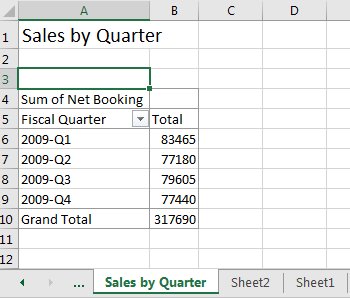 A B C D
1 Sales by Quarter
2
3
4 Sum of Net Booking
5 Fiscal Quarter Total
6 2009-Q1 83465
7 2009-Q2 77180
8 2009-Q3 79605
9 2009-Q4 77440
10 Grand Total 317690
11
12
... Sales by Quarter Sheet2 Sheet1